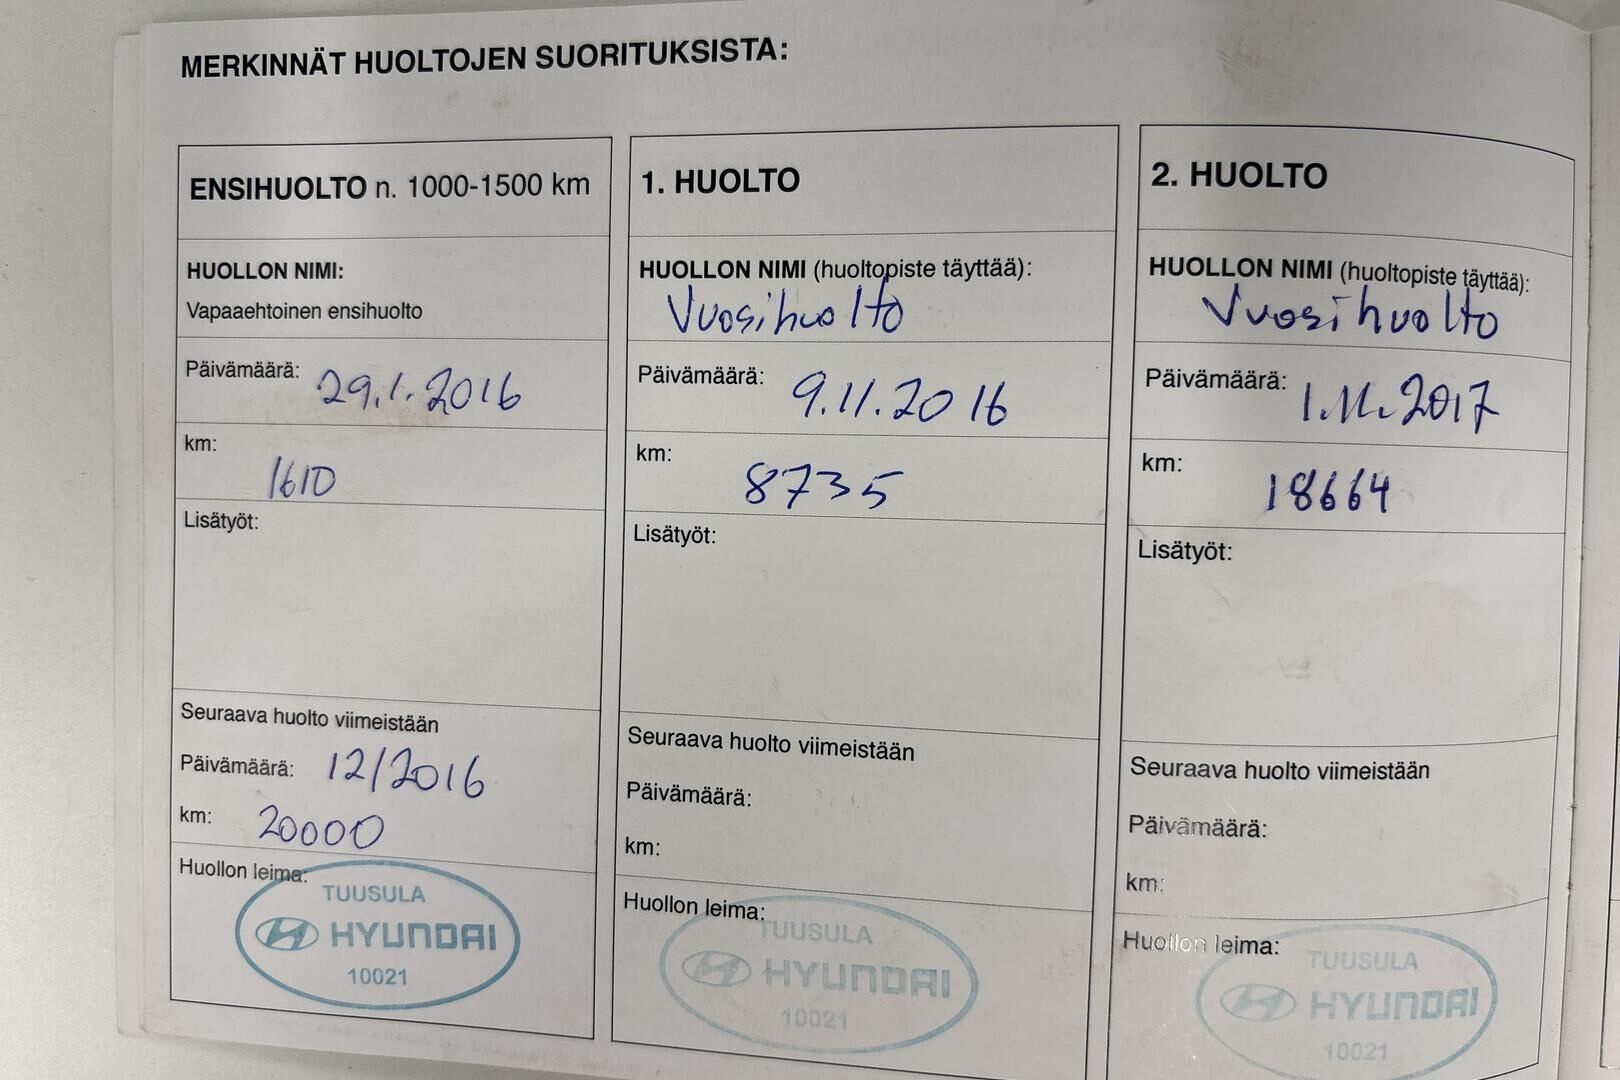 MERKINNÄT HUOLTOJEN SUORITUKSISTA:
ENSIHUOLTO n. 1000-1500 km
HUOLLON NIMI:
Vapaaehtoinen ensihuolto
Päivämäärä: 29.1.2016
km: 1610
Lisätyöt:
Seuraava huolto viimeistään
Päivämäärä: 12/2016
km: 20000
Huollon leima:
TUUSULA
HYUNDAI
10021
1. HUOLTO
HUOLLON NIMI (huoltopiste täyttää):
Vuosihuolto
Päivämäärä: 9.11.2016
km: 8735
Lisätyöt:
Seuraava huolto viimeistään
Päivämäärä:
km:
Huollon leima:
TUUSULA
HYUNDAI
10021
2. HUOLTO
HUOLLON NIMI (huoltopiste täyttää):
Vuosihuolto
Päivämäärä: 1.11.2017
km: 18664
Lisätyöt:
Seuraava huolto viimeistään
Päivämäärä:
km:
Huollon leima:
TUUSULA
HYUNDAI
10021